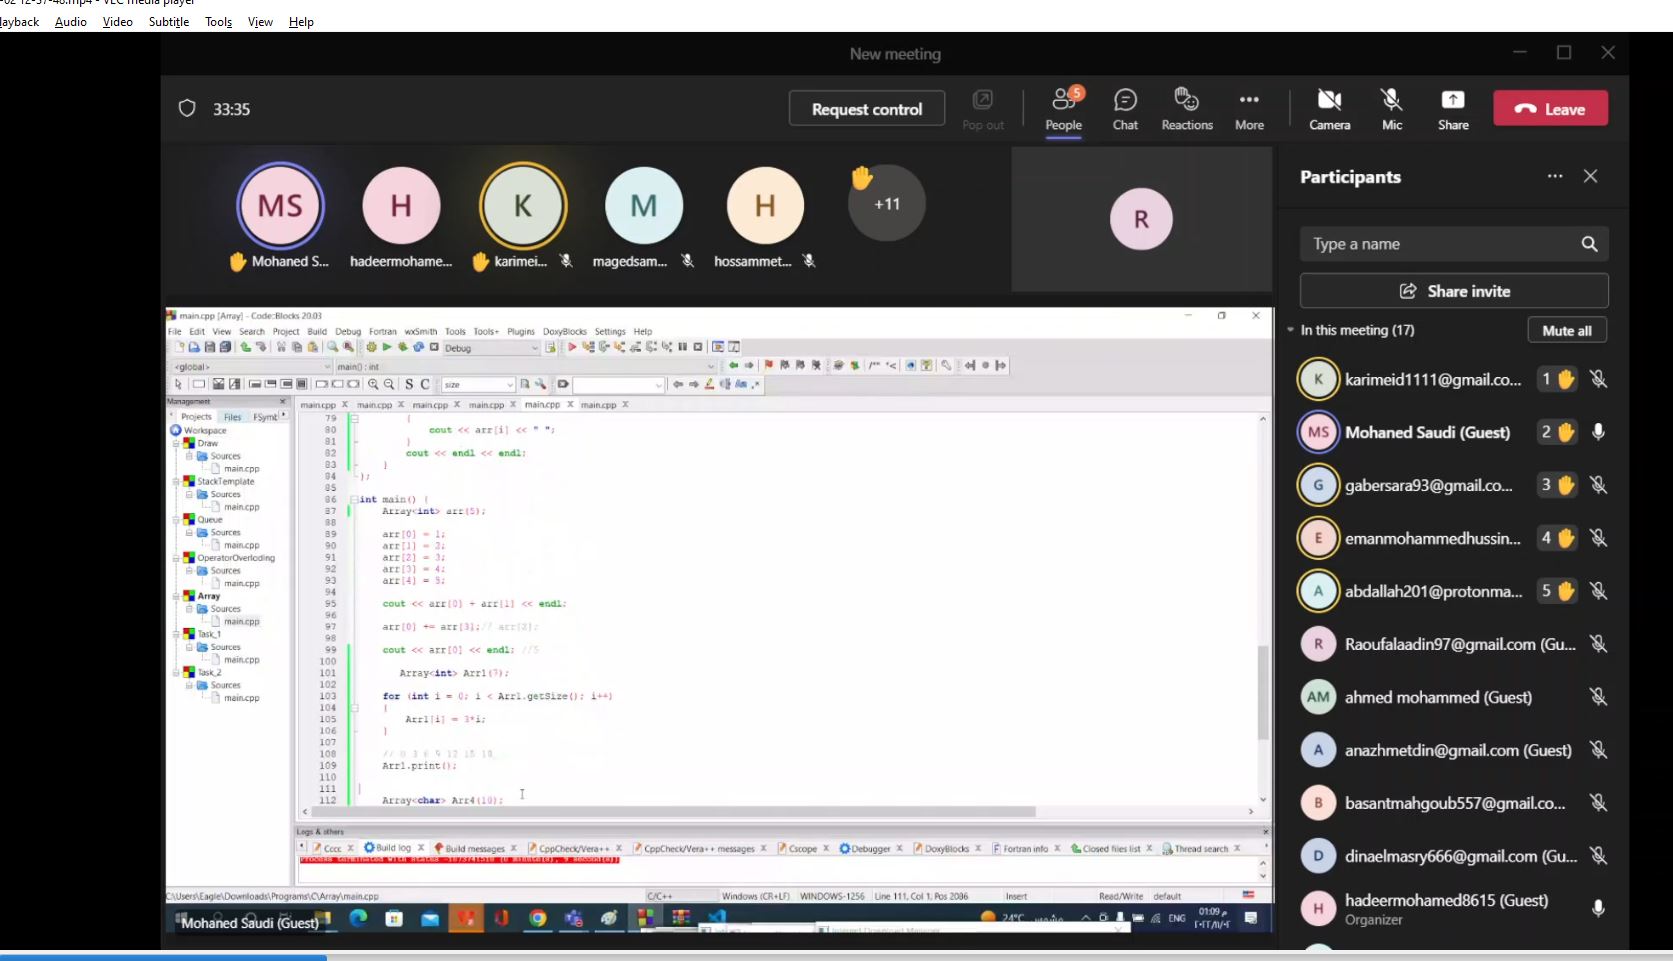 layback Audio Video Subtitle Tools View Help
New meeting
33:35
Request control
Pop out
People
5
Chat
Reactions
More
Camera
Mic
Share
Leave
MS
H
K
M
H
+11
R
Mohaned S...
hadeermohame...
karimei...
magedsam...
hossammet...
Participants
Type a name
Share invite
In this meeting (17)
Mute all
K karimeid1111@gmail.co... 1
MS Mohaned Saudi (Guest) 2
G gabersara93@gmail.co... 3
E emanmohammedhussin... 4
A abdallah201@protonma... 5
R Raoufalaadin97@gmail.com (Gu...
AM ahmed mohammed (Guest)
A anazhmetdin@gmail.com (Guest)
B basantmahgoub557@gmail.co...
D dinaelmasry666@gmail.com (Gu...
H hadeermohamed8615 (Guest)
Organizer
main.cpp [Array] - Code::Blocks 20.03
File Edit View Search Project Build Debug Fortran wxSmith Tools Tools+ Plugins DoxyBlocks Settings Help
Debug
<global>
main() : int
S C
size
Management
Projects Files FSymb
main.cpp X main.cpp X main.cpp X main.cpp X main.cpp X main.cpp X
Workspace
Draw
Sources
main.cpp
StackTemplate
Sources
main.cpp
Queue
Sources
main.cpp
OperatorOverloding
Sources
main.cpp
Array
Sources
main.cpp
Task_1
Sources
main.cpp
Task_2
Sources
main.cpp
79 {
80 cout << arr[i] << " ";
81 }
82 cout << endl << endl;
83 }
84 };
85
86 int main() {
87 Array<int> arr(5);
88
89 arr[0] = 1;
90 arr[1] = 2;
91 arr[2] = 3;
92 arr[3] = 4;
93 arr[4] = 5;
94
95 cout << arr[0] + arr[1] << endl;
96
97 arr[0] += arr[3];// arr[2];
98
99 cout << arr[0] << endl; //5
100
101 Array<int> Arr1(7);
102
103 for (int i = 0; i < Arr1.getSize(); i++)
104 {
105 Arr1[i] = 3*i;
106 }
107
108 // 0 3 6 9 12 15 18
109 Arr1.print();
110
111
112 Array<char> Arr4(10);
Logs & others
Cccc X Build log X Build messages X CppCheck/Vera++ X CppCheck/Vera++ messages X Cscope X Debugger X DoxyBlocks X Fortran info X Closed files list X Thread search X
C:\Users\Eagle\Downloads\Programs\C\Array\main.cpp
C/C++
Windows (CR+LF)
WINDOWS-1256
Line 111, Col 1, Pos 2086
Insert
Read/Write
default
Mohaned Saudi (Guest)
24°C
ENG
01:09 م
Internet Download Manager